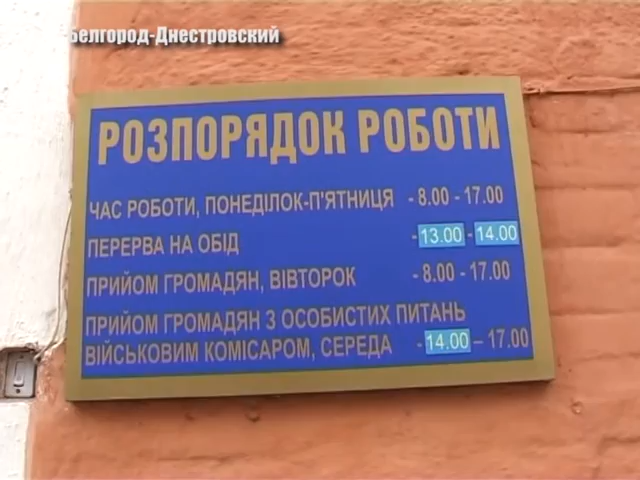 Белгород-Днестровский
РОЗПОРЯДОК РОБОТИ
ЧАС РОБОТИ, ПОНЕДІЛОК-П'ЯТНИЦЯ - 8.00 - 17.00
ПЕРЕРВА НА ОБІД - 13.00 - 14.00
ПРИЙОМ ГРОМАДЯН, ВІВТОРОК - 8.00 - 17.00
ПРИЙОМ ГРОМАДЯН З ОСОБИСТИХ ПИТАНЬ
ВІЙСЬКОВИМ КОМІСАРОМ, СЕРЕДА - 14.00 – 17.00